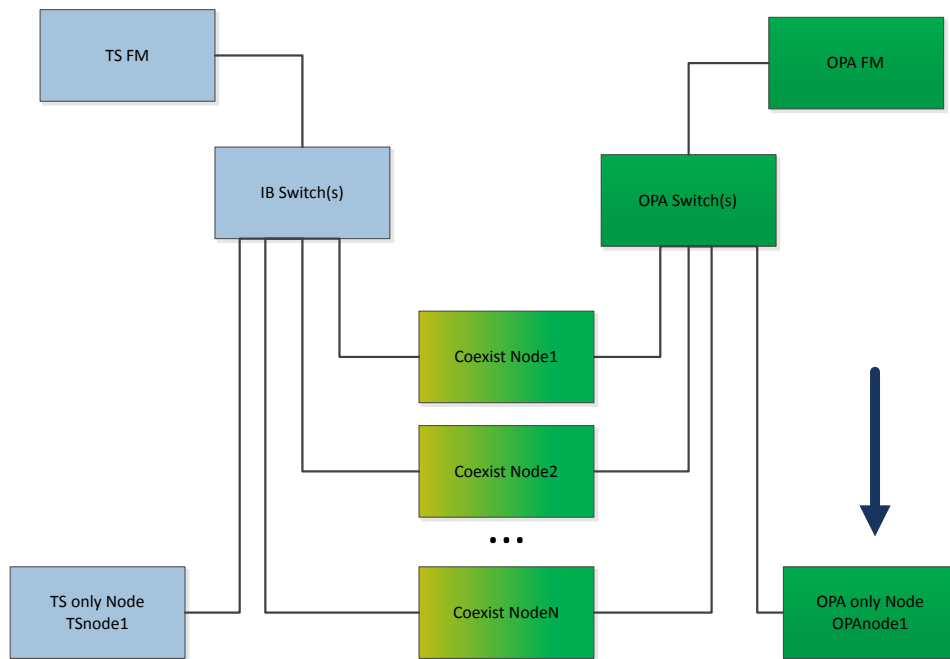 TS FM
OPA FM
IB Switch(s)
OPA Switch(s)
Coexist Node1
Coexist Node2
...
TS only Node
TSnode1
Coexist NodeN
OPA only Node
OPAnode1